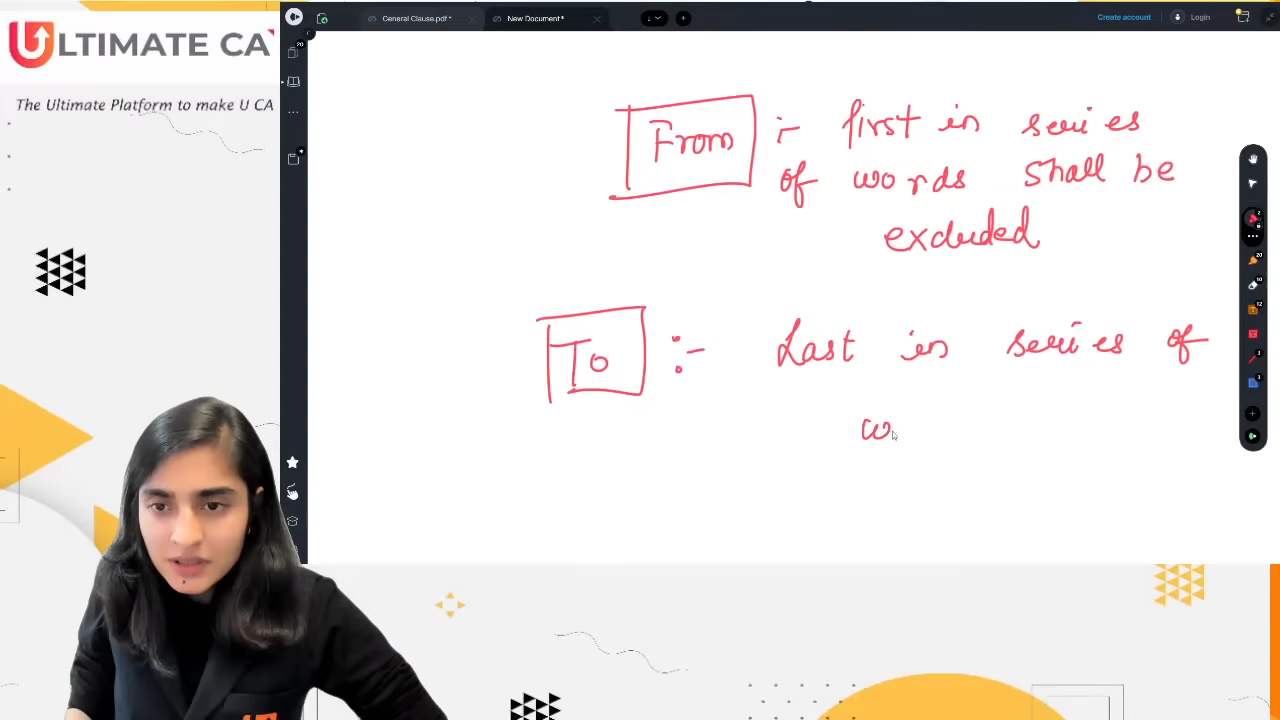 ULTIMATE CA
The Ultimate Platform to make U CA
General Clause.pdf *
New Document*
Create account
Login
From :- first in series
of words shall be
excluded
To :- Last in series of
w